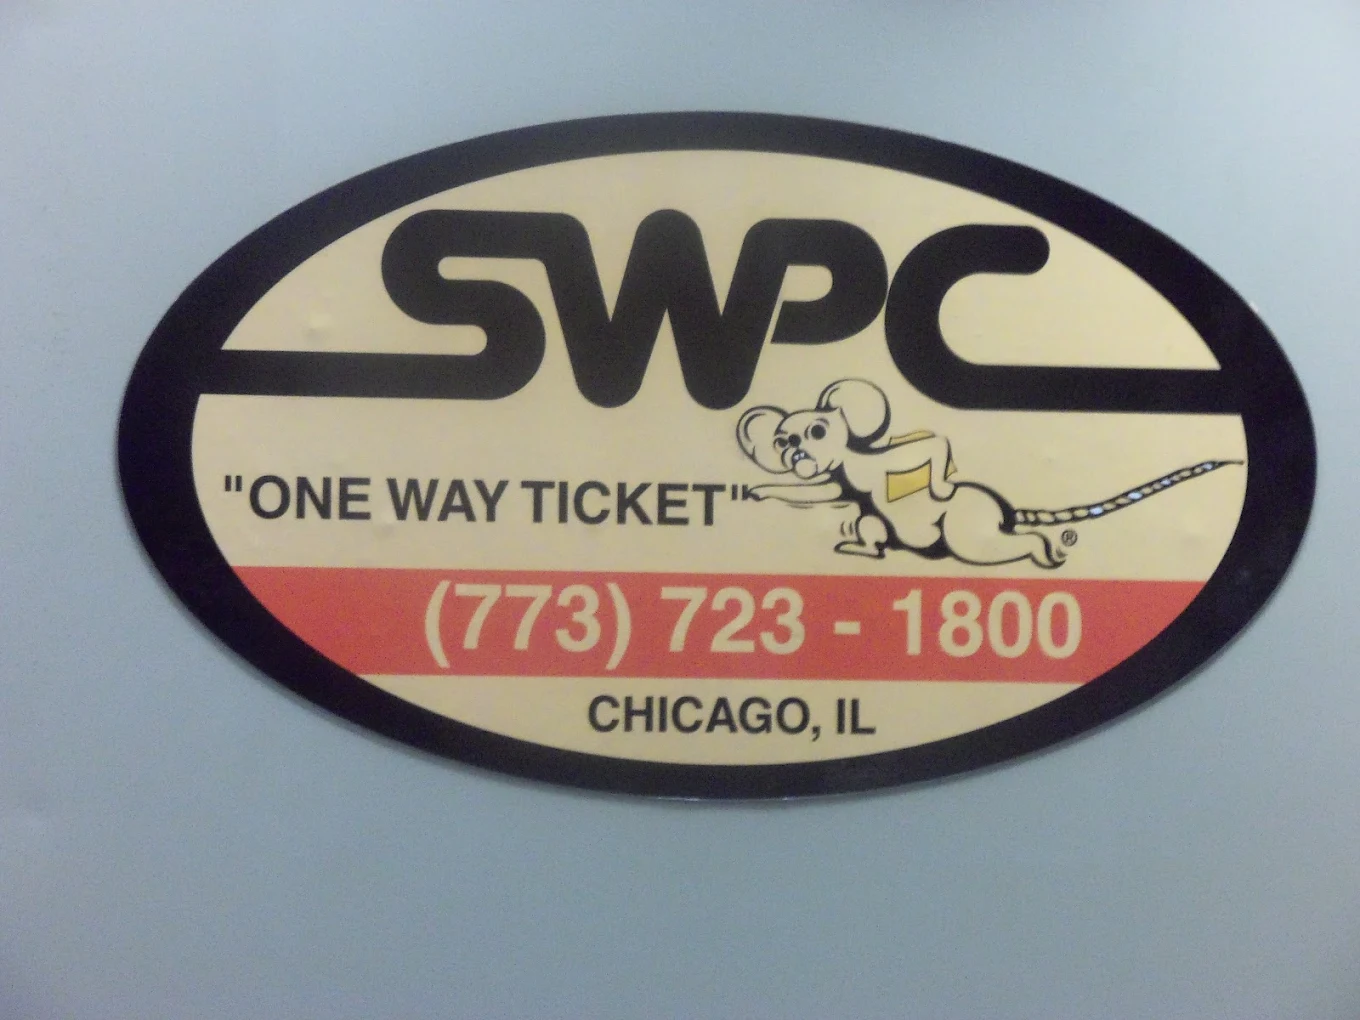 SWPC
"ONE WAY TICKET"
®
(773) 723 - 1800
CHICAGO, IL